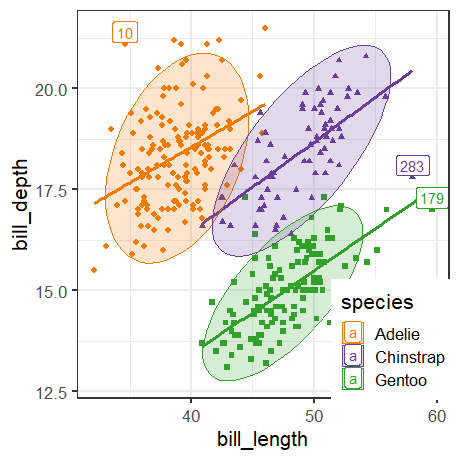 10
20.0
17.5
15.0
12.5
bill_depth
283
179
species
a Adelie
a Chinstrap
a Gentoo
40 50 60
bill_length